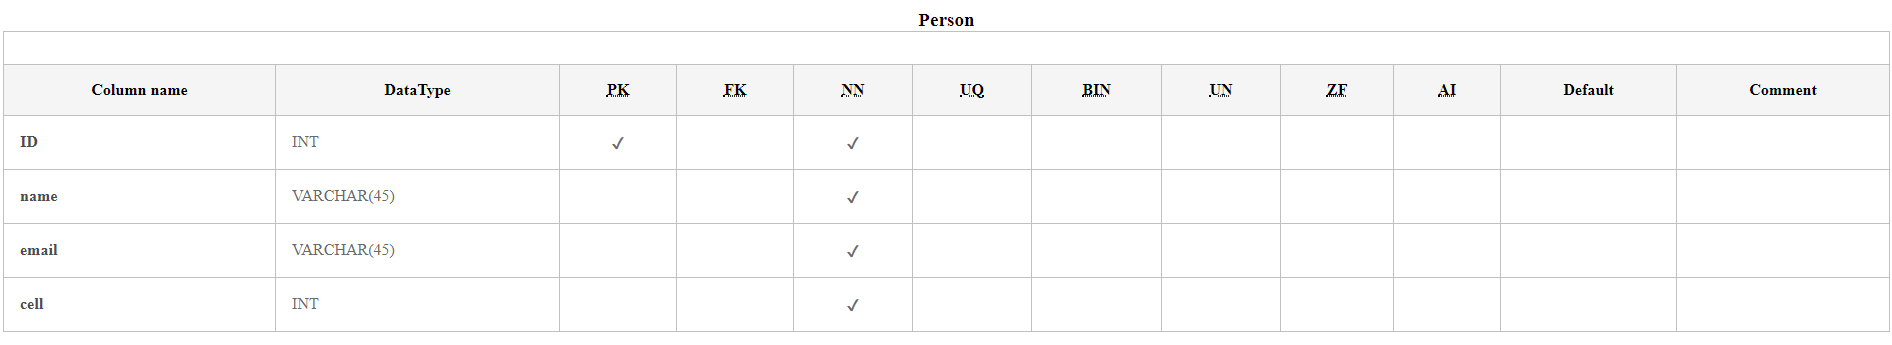 Person
Column name DataType PK FK NN UQ BIN UN ZF AI Default Comment
ID INT ✓ ✓
name VARCHAR(45) ✓
email VARCHAR(45) ✓
cell INT ✓